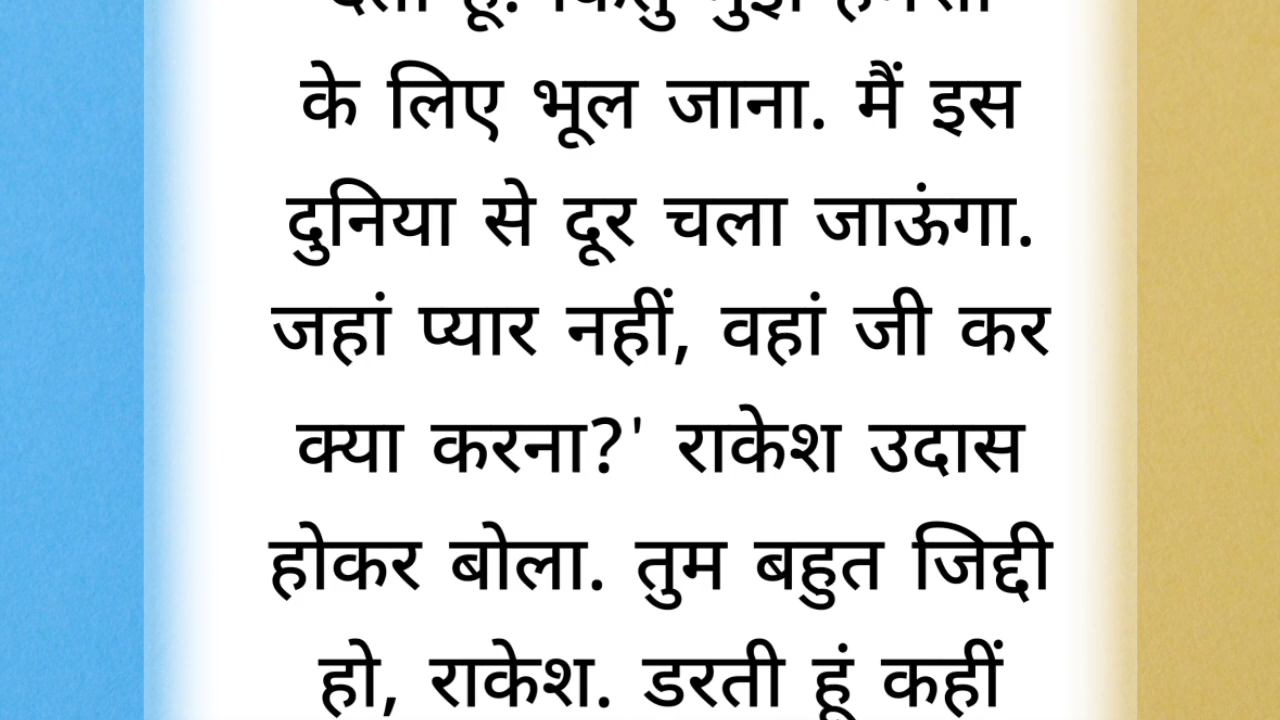 के लिए भूल जाना. मैं इस
दुनिया से दूर चला जाऊंगा.
जहां प्यार नहीं, वहां जी कर
क्या करना?' राकेश उदास
होकर बोला. तुम बहुत जिद्दी
हो, राकेश. डरती हूं कहीं